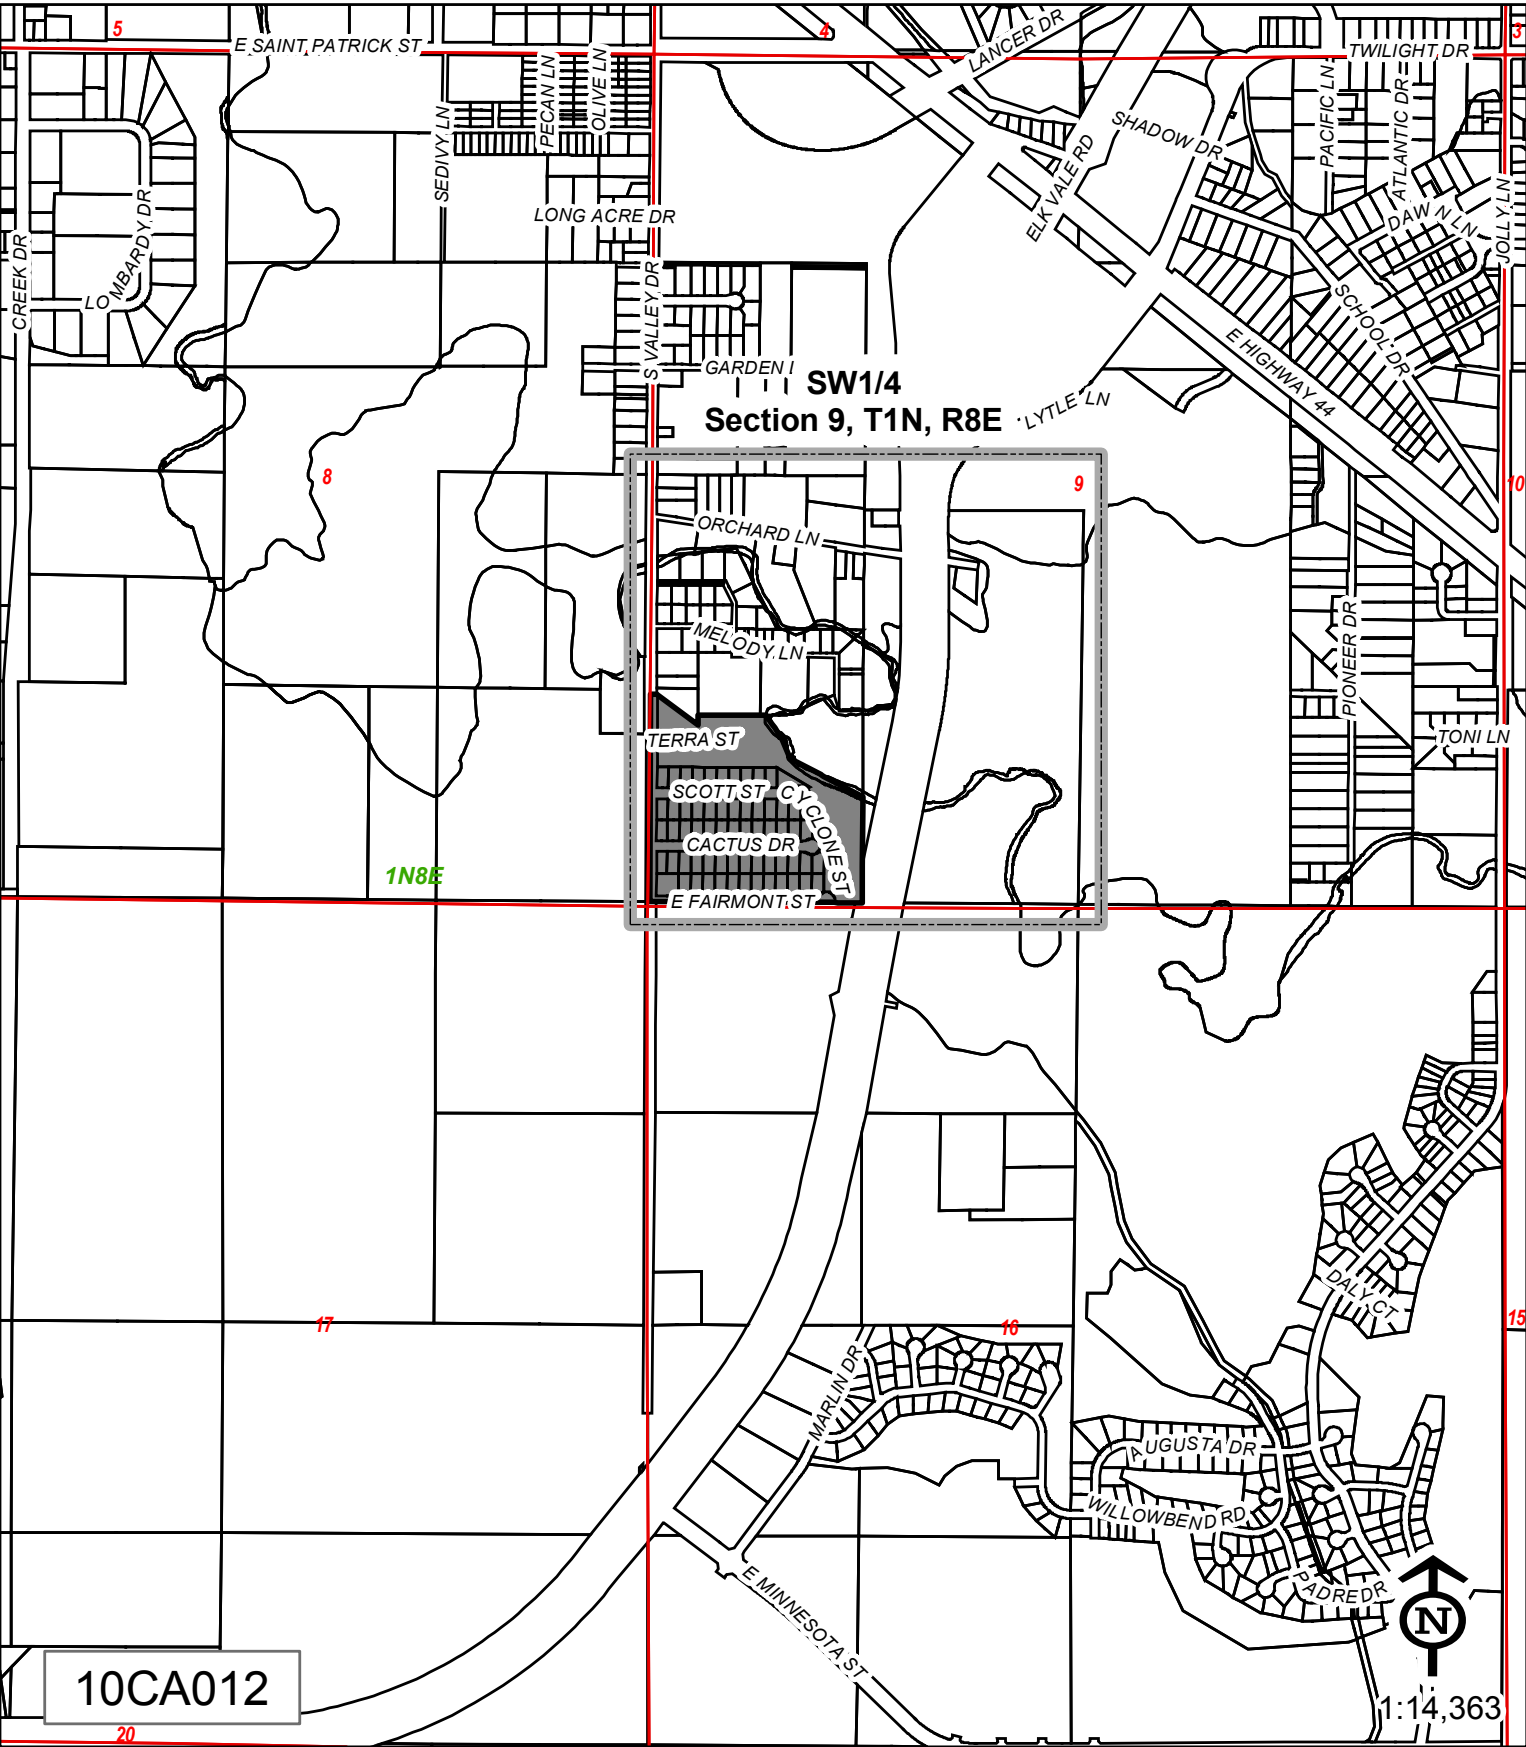 5
4
3
E SAINT PATRICK ST
LANCER DR
TWILIGHT DR
PECAN LN
OLIVE LN
SEDIVY LN
PACIFIC LN
ATLANTIC DR
SHADOW DR
ELK VALE RD
LONG ACRE DR
DAWN LN
JOLLY LN
CREEK DR
LOMBARDY DR
S VALLEY DR
SCHOOL DR
E HIGHWAY 44
GARDEN
SW1/4
Section 9, T1N, R8E
LYTLE LN
8
9
10
ORCHARD LN
MELODY LN
PIONEER DR
TERRA ST
TONI LN
SCOTT ST
CYCLONE ST
CACTUS DR
1N8E
E FAIRMONT ST
DALY CT
17
16
15
MARLIN DR
AUGUSTA DR
WILLOWBEND RD
E MINNESOTA ST
PADRE DR
N
10CA012
1:14,363
20